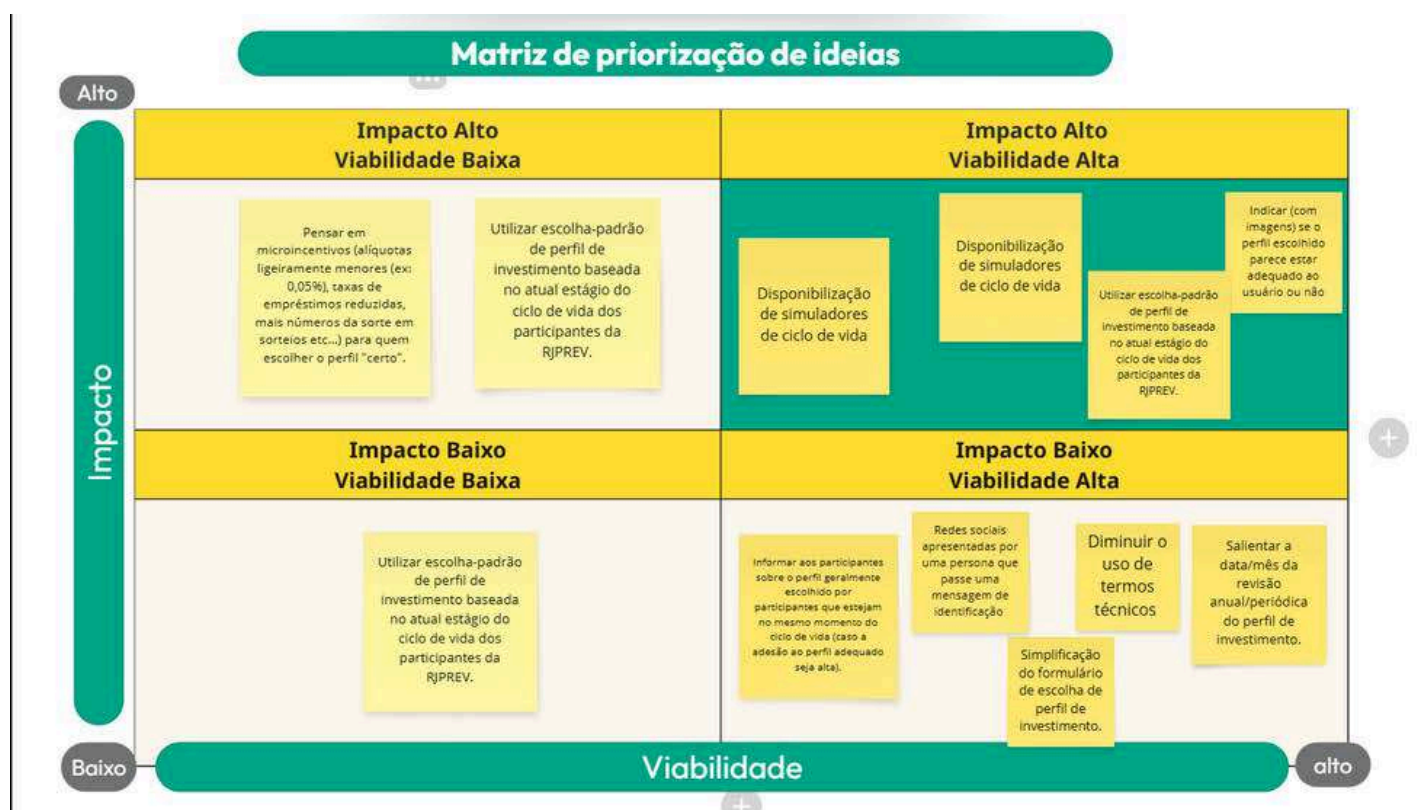 Matriz de priorização de ideias
Alto
Impacto
Impacto Alto
Viabilidade Baixa
Pensar em
microincentivos (alíquotas
ligeiramente menores (ex:
0,05%), taxas de
empréstimos reduzidas,
mais números da sorte em
sorteios etc...) para quem
escolher o perfil "certo".
Utilizar escolha-padrão
de perfil de
investimento baseada
no atual estágio do
ciclo de vida dos
participantes da
RJPREV.
Impacto Alto
Viabilidade Alta
Disponibilização
de simuladores
de ciclo de vida
Disponibilização
de simuladores
de ciclo de vida
Utilizar escolha-padrão
de perfil de
investimento baseada
no atual estágio do
ciclo de vida dos
participantes da
RJPREV.
Indicar (com
imagens) se o
perfil escolhido
parece estar
adequado ao
usuário ou não
Impacto Baixo
Viabilidade Baixa
Utilizar escolha-padrão
de perfil de
investimento baseada
no atual estágio do
ciclo de vida dos
participantes da
RJPREV.
Impacto Baixo
Viabilidade Alta
Informar aos participantes
sobre o perfil geralmente
escolhido por
participantes que estejam
no mesmo momento do
ciclo de vida (caso a
adesão ao perfil adequado
seja alta).
Redes sociais
apresentadas por
uma persona que
passe uma
mensagem de
identificação
Simplificação
do formulário
de escolha de
perfil de
investimento.
Diminuir o
uso de
termos
técnicos
Salientar a
data/mês da
revisão
anual/periódica
do perfil de
investimento.
Baixo
Viabilidade
alto